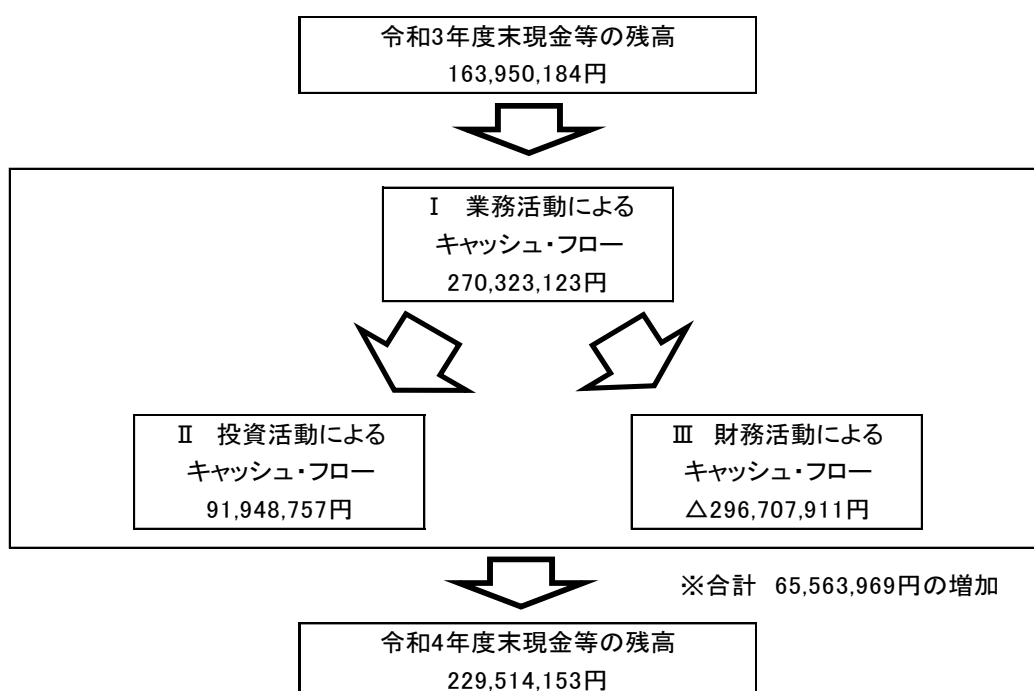 令和3年度末現金等の残高
163,950,184円
Ⅰ　業務活動による
キャッシュ・フロー
270,323,123円
Ⅱ　投資活動による
キャッシュ・フロー
91,948,757円
Ⅲ　財務活動による
キャッシュ・フロー
△296,707,911円
※合計　65,563,969円の増加
令和4年度末現金等の残高
229,514,153円